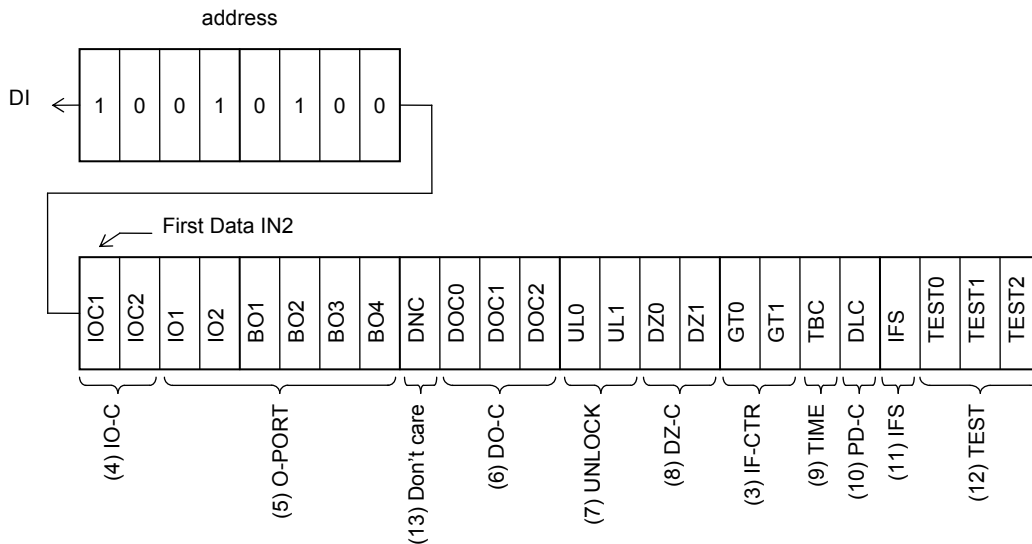 address
DI
1 0 0 1 0 1 0 0
First Data IN2
IOC1
IOC2
IO1
IO2
BO1
BO2
BO3
BO4
DNC
DOC0
DOC1
DOC2
UL0
UL1
DZ0
DZ1
GT0
GT1
TBC
DLC
IFS
TEST0
TEST1
TEST2
(4) IO-C
(5) O-PORT
(13) Don't care
(6) DO-C
(7) UNLOCK
(8) DZ-C
(3) IF-CTR
(9) TIME
(10) PD-C
(11) IFS
(12) TEST